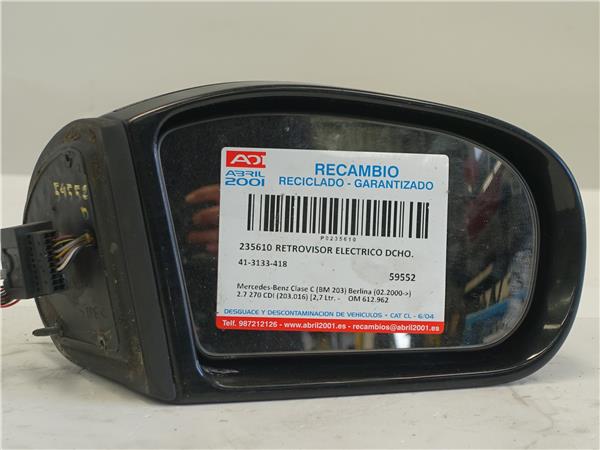 ADI
ABRIL
2001
RECAMBIO
RECICLADO - GARANTIZADO
P0235610
235610 RETROVISOR ELECTRICO DCHO.
41-3133-418
59552
Mercedes-Benz Clase C (BM 203) Berlina (02.2000->)
2.7 270 CDI (203.016) [2,7 Ltr. - OM 612.962
DESGUACE Y DESCONTAMINACION DE VEHICULOS • CAT CL - 6/04
Telf. 987212126 - www.abril2001.es - recambios@abril2001.es